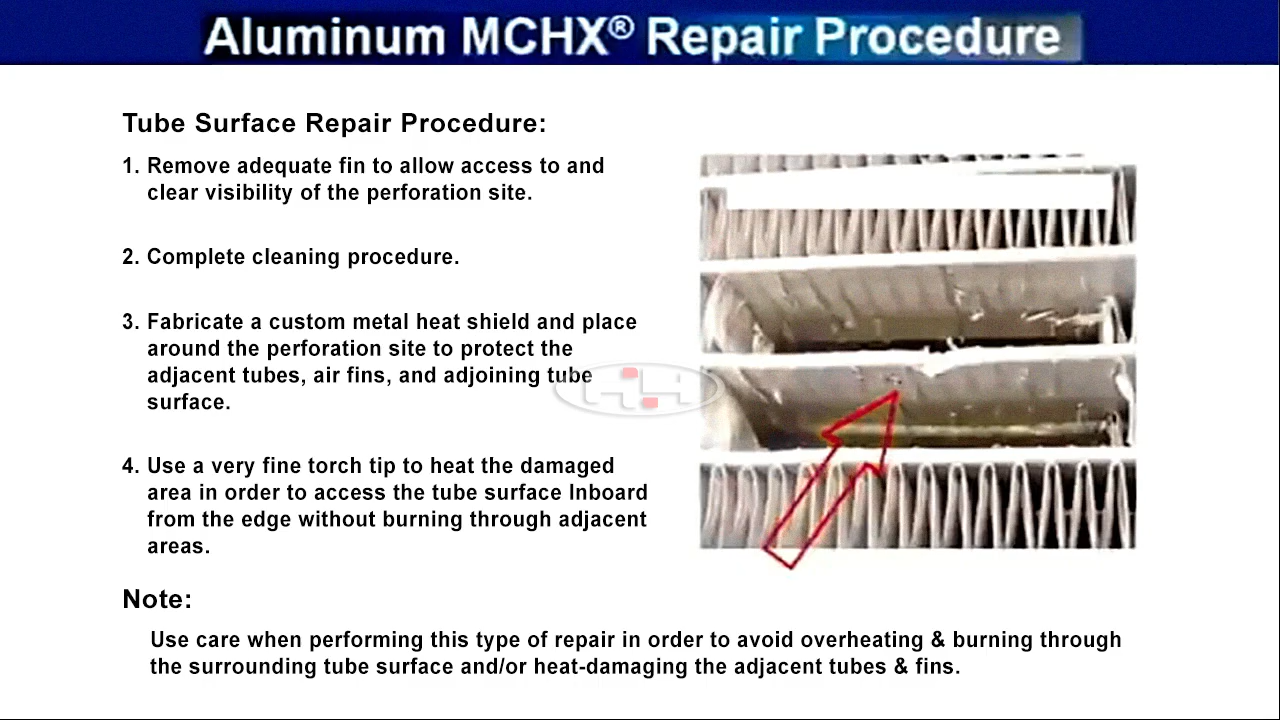 Aluminum MCHX® Repair Procedure
Tube Surface Repair Procedure:
1. Remove adequate fin to allow access to and
clear visibility of the perforation site.
2. Complete cleaning procedure.
3. Fabricate a custom metal heat shield and place
around the perforation site to protect the
adjacent tubes, air fins, and adjoining tube
surface.
4. Use a very fine torch tip to heat the damaged
area in order to access the tube surface Inboard
from the edge without burning through adjacent
areas.
Note:
Use care when performing this type of repair in order to avoid overheating & burning through
the surrounding tube surface and/or heat-damaging the adjacent tubes & fins.